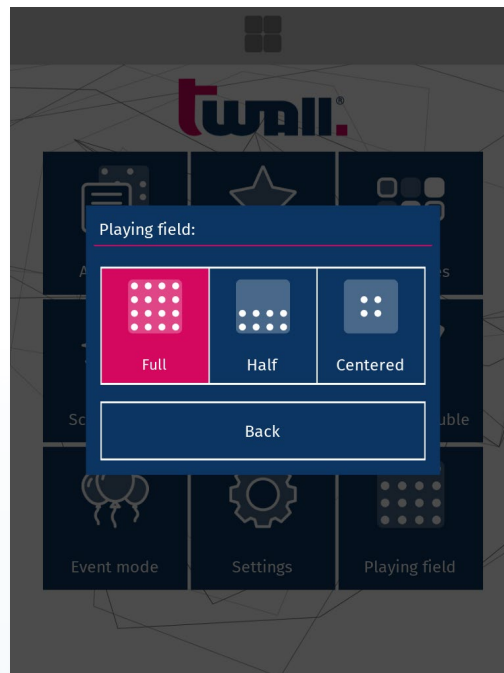 twall.®
Playing field:
Full
Half
Centered
Back
Event mode
Settings
Playing field